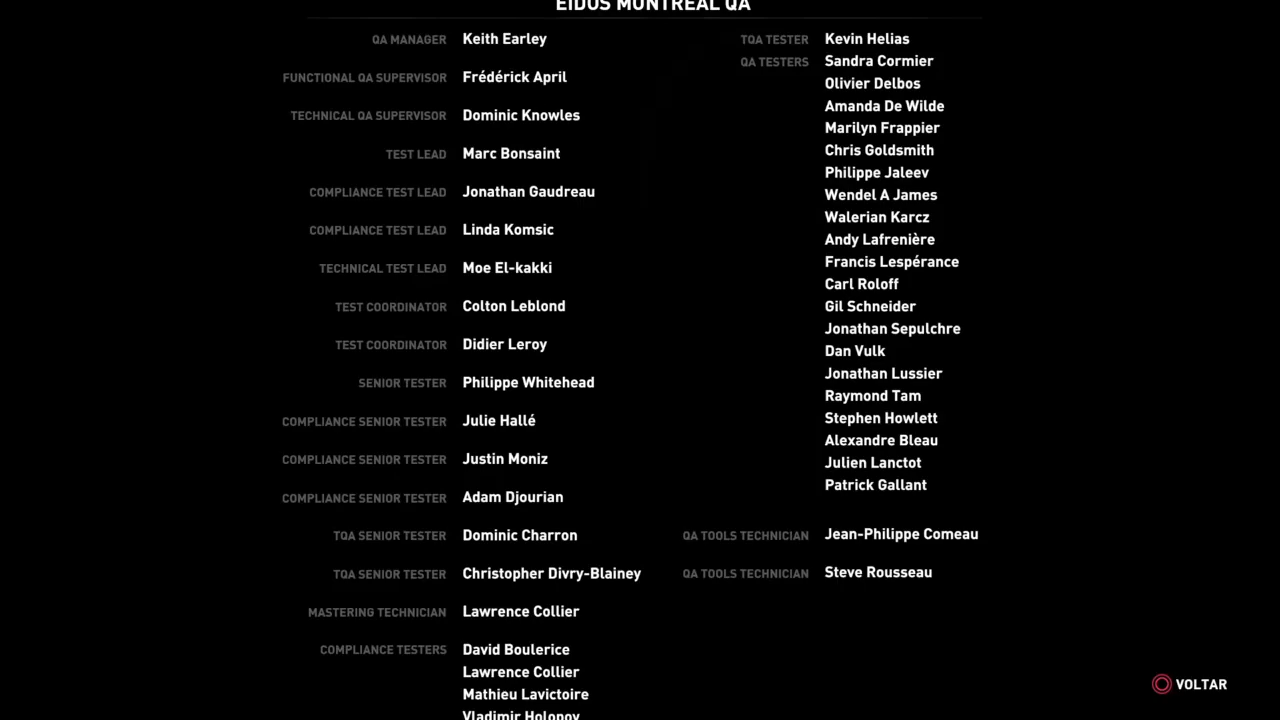 EIDOS MONTRÉAL QA
QA MANAGER Keith Earley
FUNCTIONAL QA SUPERVISOR Frédérick April
TECHNICAL QA SUPERVISOR Dominic Knowles
TEST LEAD Marc Bonsaint
COMPLIANCE TEST LEAD Jonathan Gaudreau
COMPLIANCE TEST LEAD Linda Komsic
TECHNICAL TEST LEAD Moe El-kakki
TEST COORDINATOR Colton Leblond
TEST COORDINATOR Didier Leroy
SENIOR TESTER Philippe Whitehead
COMPLIANCE SENIOR TESTER Julie Hallé
COMPLIANCE SENIOR TESTER Justin Moniz
COMPLIANCE SENIOR TESTER Adam Djourian
TQA SENIOR TESTER Dominic Charron
TQA SENIOR TESTER Christopher Divry-Blainey
MASTERING TECHNICIAN Lawrence Collier
COMPLIANCE TESTERS David Boulerice
Lawrence Collier
Mathieu Lavictoire
Vladimir Holopov
TQA TESTER Kevin Helias
QA TESTERS Sandra Cormier
Olivier Delbos
Amanda De Wilde
Marilyn Frappier
Chris Goldsmith
Philippe Jaleev
Wendel A James
Walerian Karcz
Andy Lafrenière
Francis Lespérance
Carl Roloff
Gil Schneider
Jonathan Sepulchre
Dan Vulk
Jonathan Lussier
Raymond Tam
Stephen Howlett
Alexandre Bleau
Julien Lanctot
Patrick Gallant
QA TOOLS TECHNICIAN Jean-Philippe Comeau
QA TOOLS TECHNICIAN Steve Rousseau
VOLTAR